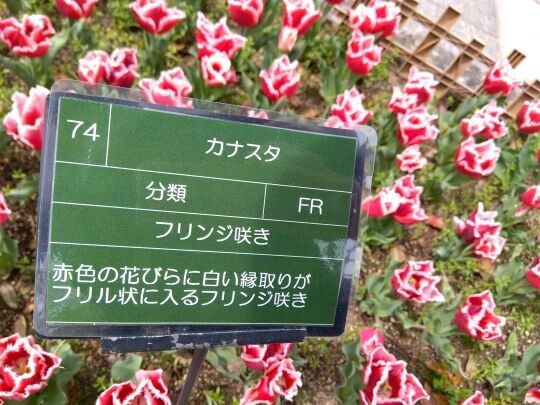 74 カナスタ
分類 FR
フリンジ咲き
赤色の花びらに白い縁取りが
フリル状に入るフリンジ咲き